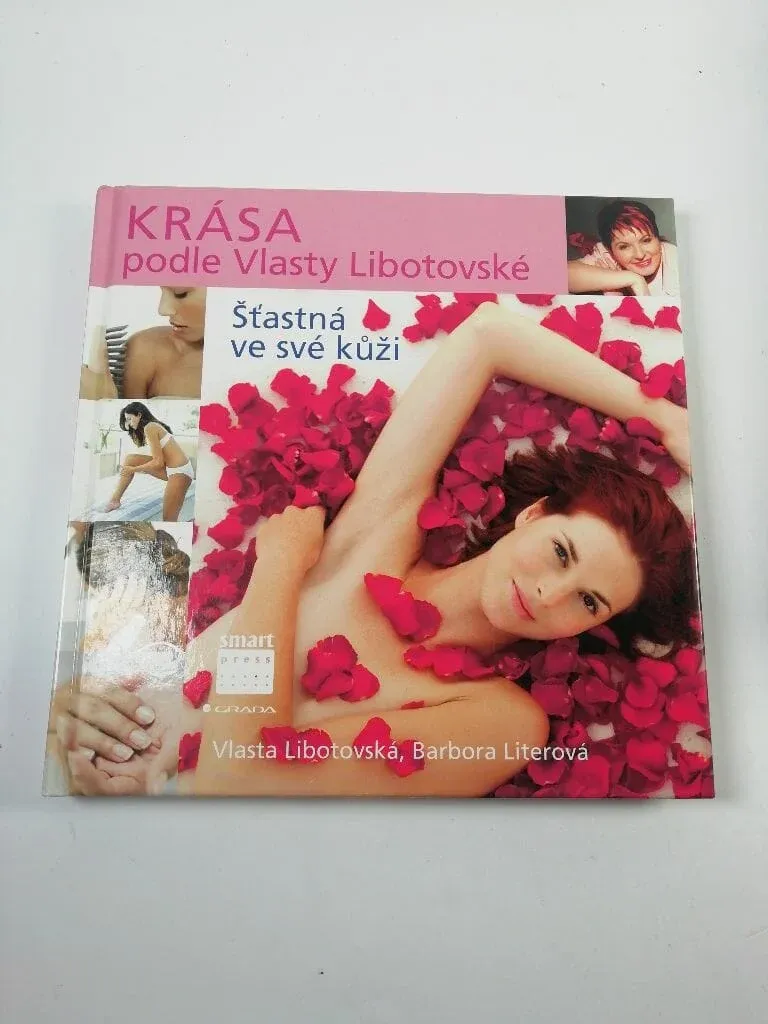 KRÁSA
podle Vlasty Libotovské
Šťastná
ve své kůži
smart
press
GRADA
Vlasta Libotovská, Barbora Literová